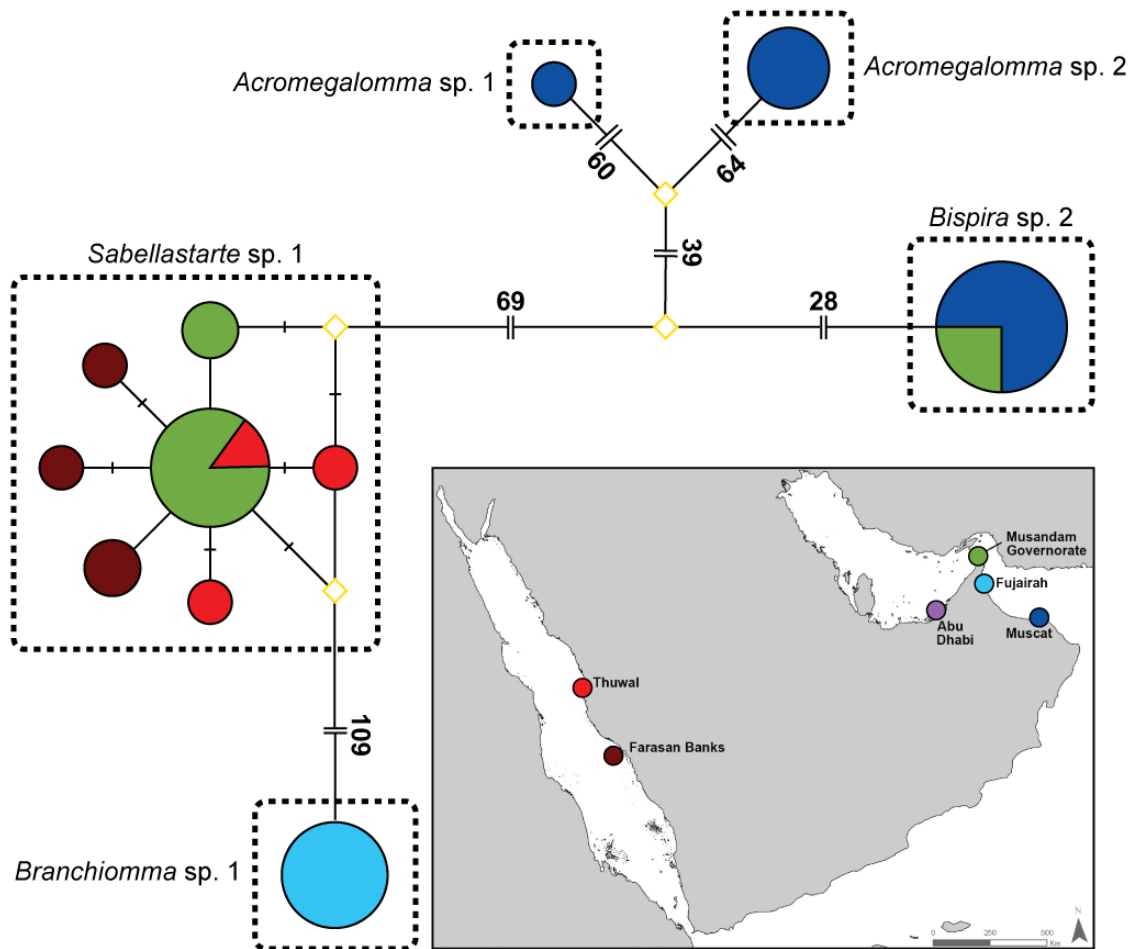 Acromegalomma sp. 1
Acromegalomma sp. 2
60
64
Bispira sp. 2
39
Sabellastarte sp. 1
69
28
Musandam
Governorate
Fujairah
Abu
Dhabi
Muscat
Thuwal
Farasan Banks
109
Branchiomma sp. 1
N
0
250
500
Km